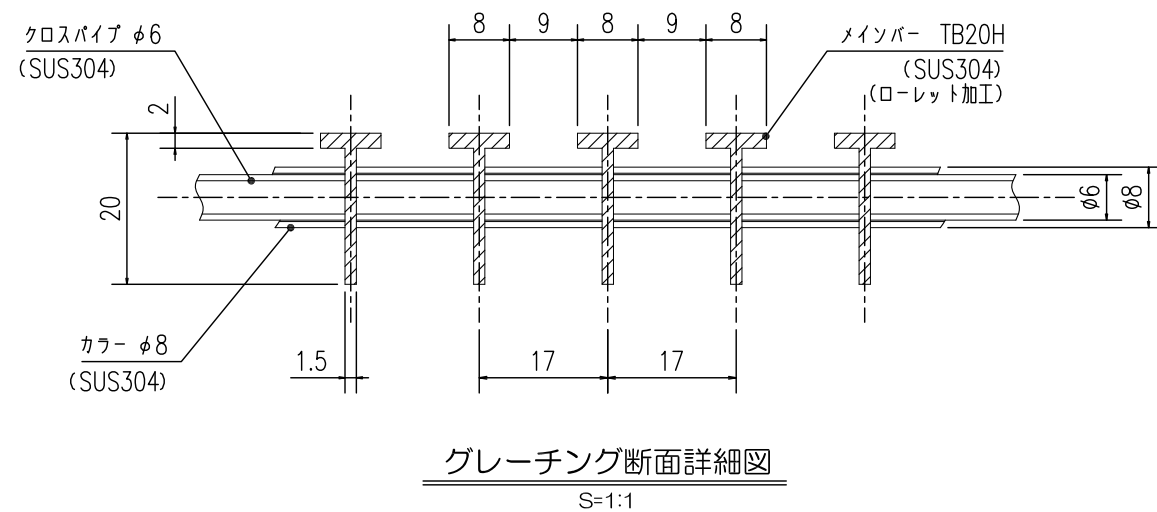 クロスパイプ φ6
(SUS304)
8
9
8
9
8
メインバー TB20H
(SUS304)
(ローレット加工)
2
20
φ6
φ8
カラー φ8
(SUS304)
1.5
17
17
グレーチング断面詳細図
S=1:1